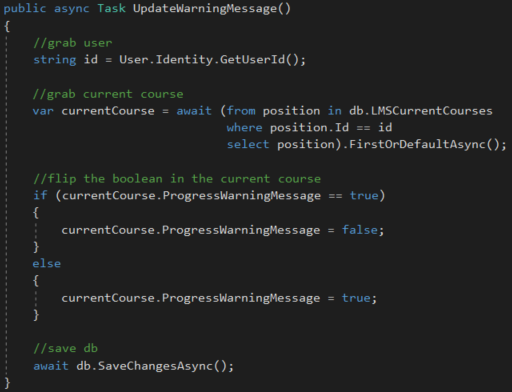 public async Task UpdateWarningMessage()
{
    //grab user
    string id = User.Identity.GetUserId();

    //grab current course
    var currentCourse = await (from position in db.LMSCurrentCourses
                               where position.Id == id
                               select position).FirstOrDefaultAsync();

    //flip the boolean in the current course
    if (currentCourse.ProgressWarningMessage == true)
    {
        currentCourse.ProgressWarningMessage = false;
    }
    else
    {
        currentCourse.ProgressWarningMessage = true;
    }

    //save db
    await db.SaveChangesAsync();
}